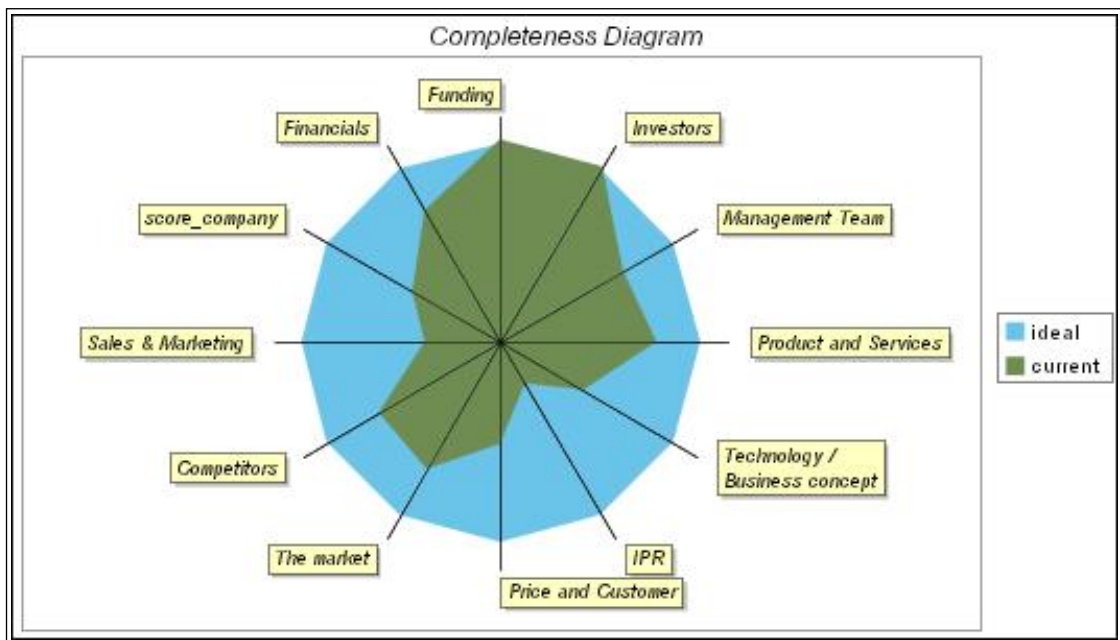 Completeness Diagram
Funding
Financials
Investors
score_company
Management Team
Sales & Marketing
Product and Services
ideal
current
Competitors
Technology /
Business concept
The market
IPR
Price and Customer